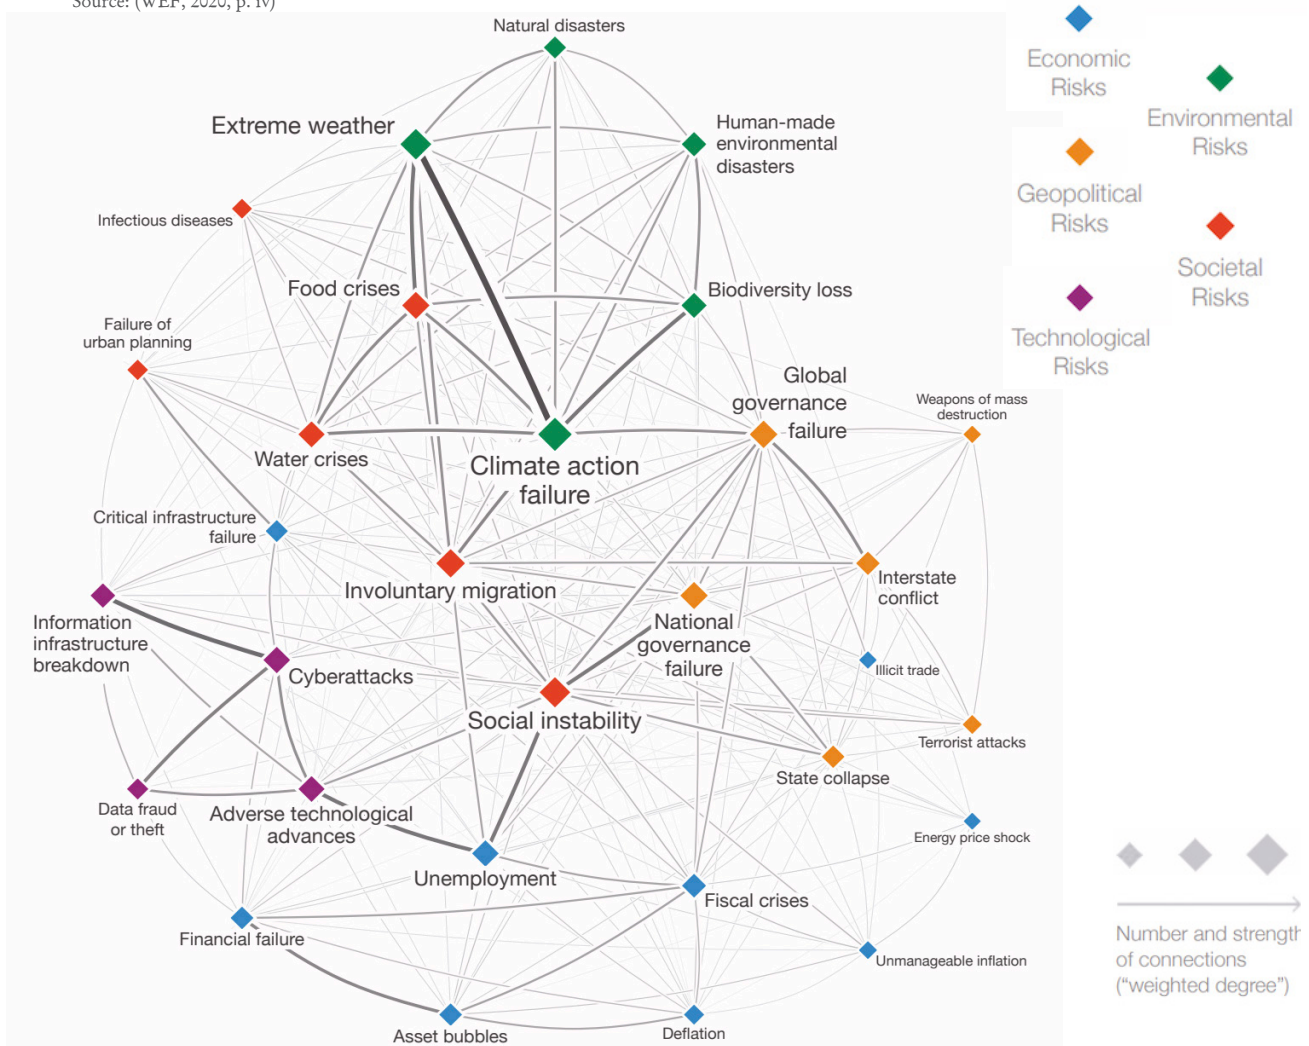 Source: (WEF, 2020, p. iv)
Natural disasters
Extreme weather
Human-made
environmental
disasters
Infectious diseases
Food crises
Biodiversity loss
Failure of
urban planning
Global
governance
failure
Weapons of mass
destruction
Water crises
Climate action
failure
Critical infrastructure
failure
Involuntary migration
Interstate
conflict
Information
infrastructure
breakdown
National
governance
failure
Cyberattacks
Illicit trade
Social instability
Terrorist attacks
State collapse
Data fraud
or theft
Adverse technological
advances
Energy price shock
Unemployment
Fiscal crises
Financial failure
Unmanageable inflation
Asset bubbles
Deflation
Economic
Risks
Environmental
Risks
Geopolitical
Risks
Societal
Risks
Technological
Risks
Number and strength
of connections
(“weighted degree”)